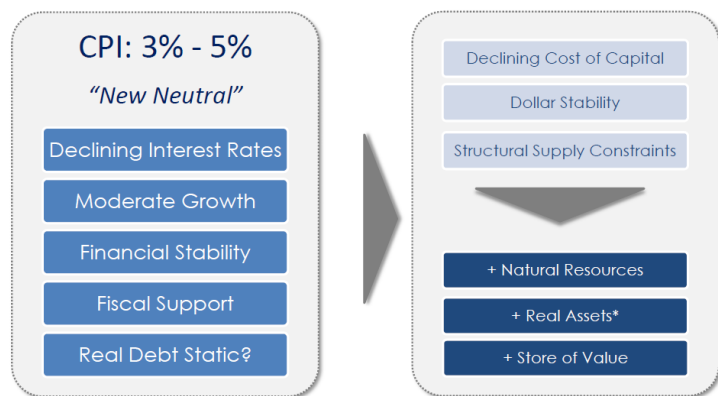 CPI: 3% - 5%
“New Neutral”
Declining Interest Rates
Moderate Growth
Financial Stability
Fiscal Support
Real Debt Static?
Declining Cost of Capital
Dollar Stability
Structural Supply Constraints
+ Natural Resources
+ Real Assets*
+ Store of Value